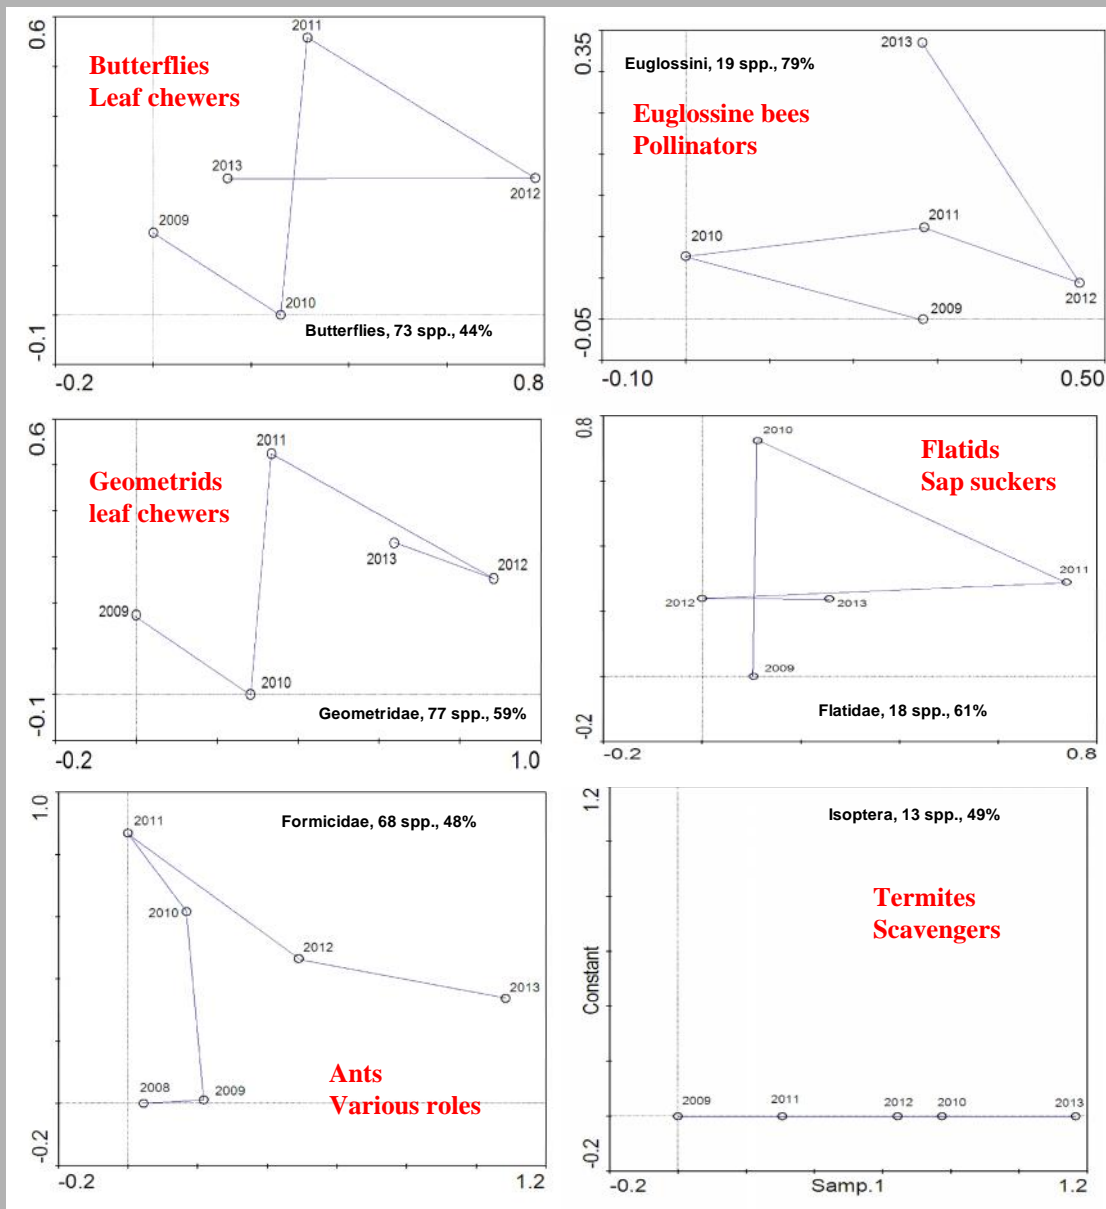 0.6
-0.1
-0.2
0.8
Butterflies
Leaf chewers
2011
2013
2012
2009
2010
Butterflies, 73 spp., 44%
0.35
-0.05
-0.10
0.50
Euglossini, 19 spp., 79%
Euglossine bees
Pollinators
2013
2011
2010
2012
2009
0.6
-0.1
-0.2
1.0
Geometrids
leaf chewers
2011
2013
2012
2009
2010
Geometridae, 77 spp., 59%
0.8
-0.2
-0.2
0.8
2010
Flatids
Sap suckers
2011
2012
2013
2009
Flatidae, 18 spp., 61%
1.0
-0.2
-0.2
1.2
2011
Formicidae, 68 spp., 48%
2010
2012
2013
2008
2009
Ants
Various roles
1.2
Constant
-0.2
-0.2
Samp.1
1.2
Isoptera, 13 spp., 49%
Termites
Scavengers
2009
2011
2012
2010
2013